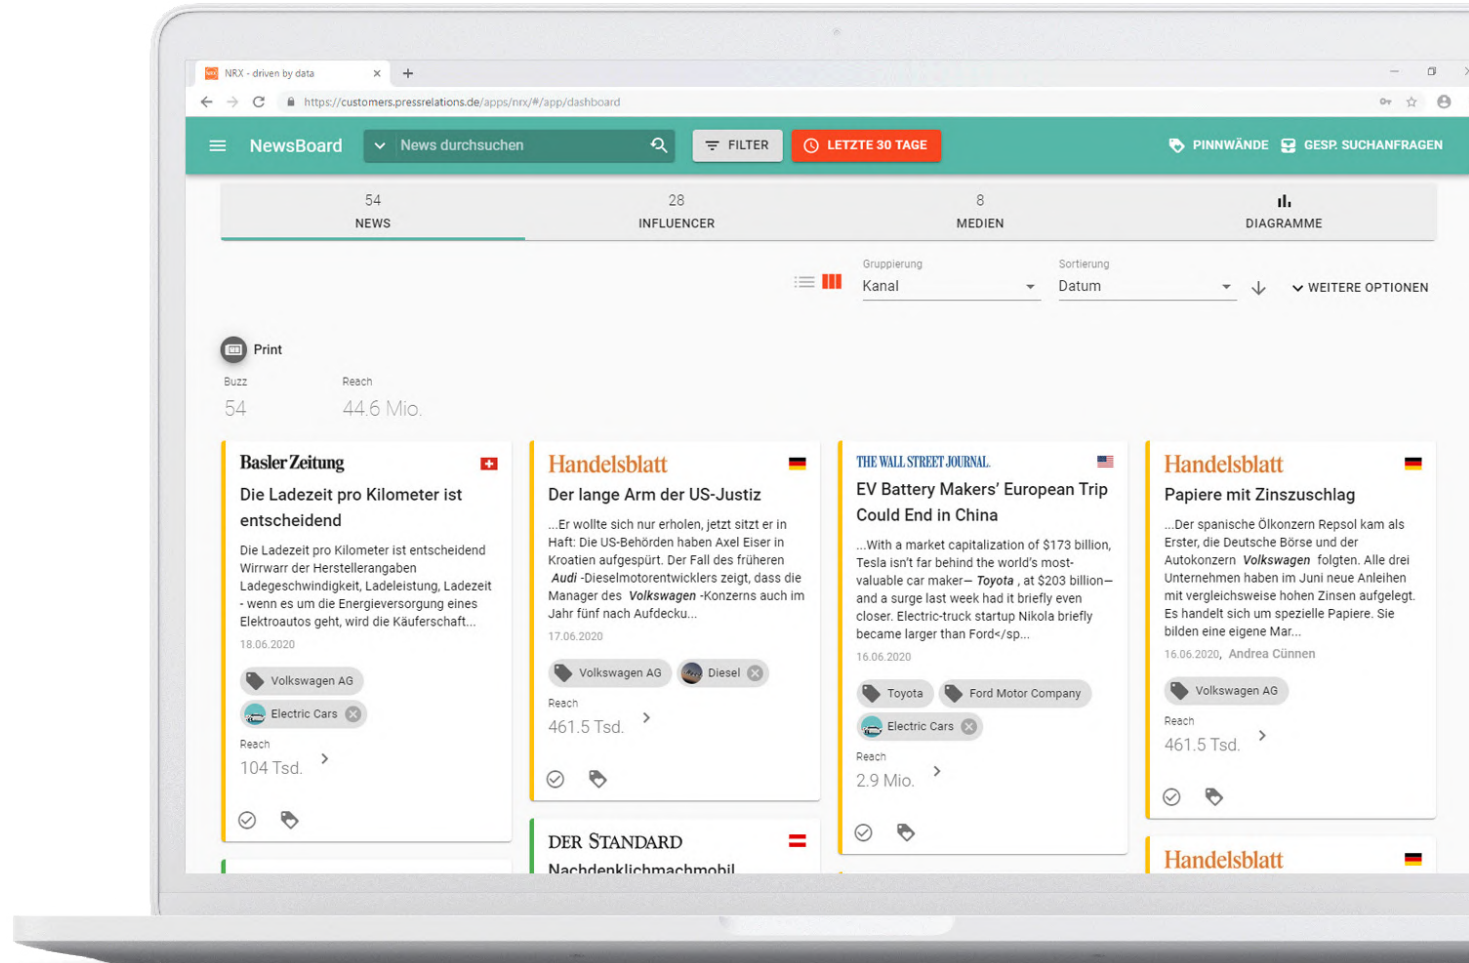 NRX - driven by data
https://customers.pressrelations.de/apps/nrx/#/app/dashboard
NewsBoard
News durchsuchen
FILTER
LETZTE 30 TAGE
PINNWÄNDE
GESP. SUCHANFRAGEN
54
NEWS
28
INFLUENCER
8
MEDIEN
DIAGRAMME
Gruppierung
Kanal
Sortierung
Datum
WEITERE OPTIONEN
Print
Buzz
54
Reach
44.6 Mio.
Basler Zeitung
Die Ladezeit pro Kilometer ist
entscheidend
Die Ladezeit pro Kilometer ist entscheidend
Wirrwarr der Herstellerangaben
Ladegeschwindigkeit, Ladeleistung, Ladezeit
- wenn es um die Energieversorgung eines
Elektroautos geht, wird die Käuferschaft...
18.06.2020
Volkswagen AG
Electric Cars
Reach
104 Tsd.
Handelsblatt
Der lange Arm der US-Justiz
...Er wollte sich nur erholen, jetzt sitzt er in
Haft: Die US-Behörden haben Axel Eiser in
Kroatien aufgespürt. Der Fall des früheren
Audi -Dieselmotorentwicklers zeigt, dass die
Manager des Volkswagen -Konzerns auch im
Jahr fünf nach Aufdecku...
17.06.2020
Volkswagen AG
Diesel
Reach
461.5 Tsd.
DER STANDARD
Nachdenklichmachmobil
THE WALL STREET JOURNAL.
EV Battery Makers' European Trip
Could End in China
...With a market capitalization of $173 billion,
Tesla isn't far behind the world's most-
valuable car maker— Toyota , at $203 billion—
and a surge last week had it briefly even
closer. Electric-truck startup Nikola briefly
became larger than Ford</sp...
16.06.2020
Toyota
Ford Motor Company
Electric Cars
Reach
2.9 Mio.
Handelsblatt
Papiere mit Zinszuschlag
...Der spanische Ölkonzern Repsol kam als
Erster, die Deutsche Börse und der
Autokonzern Volkswagen folgten. Alle drei
Unternehmen haben im Juni neue Anleihen
mit vergleichsweise hohen Zinsen aufgelegt.
Es handelt sich um spezielle Papiere. Sie
bilden eine eigene Mar...
16.06.2020, Andrea Cünnen
Volkswagen AG
Reach
461.5 Tsd.
Handelsblatt